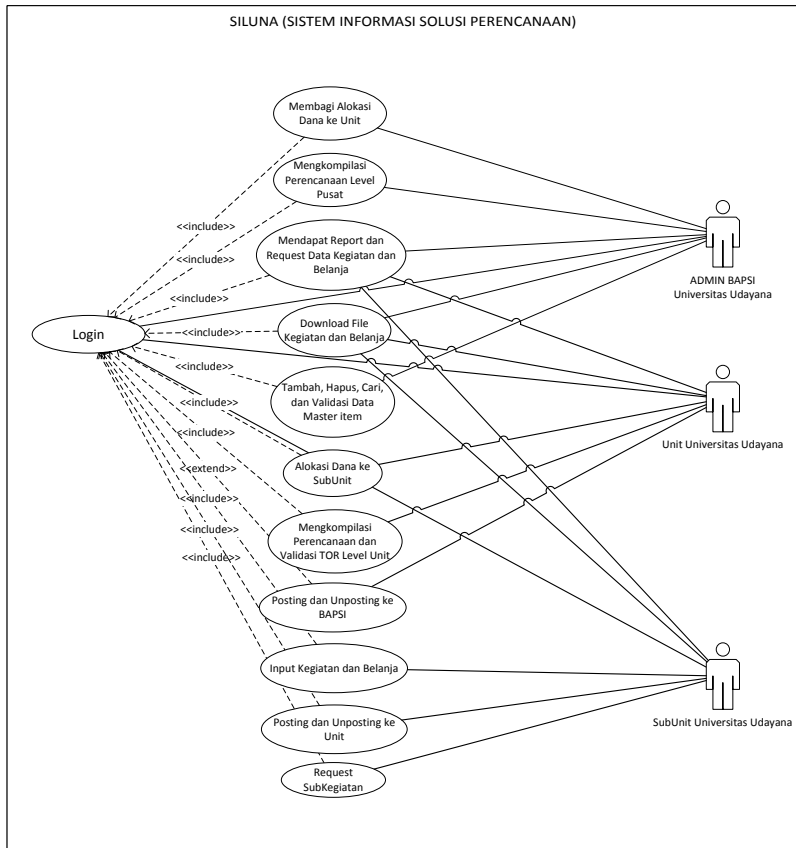 SILUNA (SISTEM INFORMASI SOLUSI PERENCANAAN)
Membagi Alokasi
Dana ke Unit
Mengkompilasi
Perencanaan Level
Pusat
<<include>>
<<include>>
Mendapat Report dan
Request Data Kegiatan dan
Belanja
ADMIN BAPSI
Universitas Udayana
<<include>>
Login
<<include>>
Download File
Kegiatan dan Belanja
<<include>>
Tambah, Hapus, Cari,
dan Validasi Data
Master item
<<include>>
<<include>>
Unit Universitas Udayana
Alokasi Dana ke
SubUnit
<<extend>>
<<include>>
Mengkompilasi
Perencanaan dan
Validasi TOR Level Unit
<<include>>
Posting dan Unposting ke
BAPSI
Input Kegiatan dan Belanja
Posting dan Unposting ke
Unit
SubUnit Universitas Udayana
Request
SubKegiatan